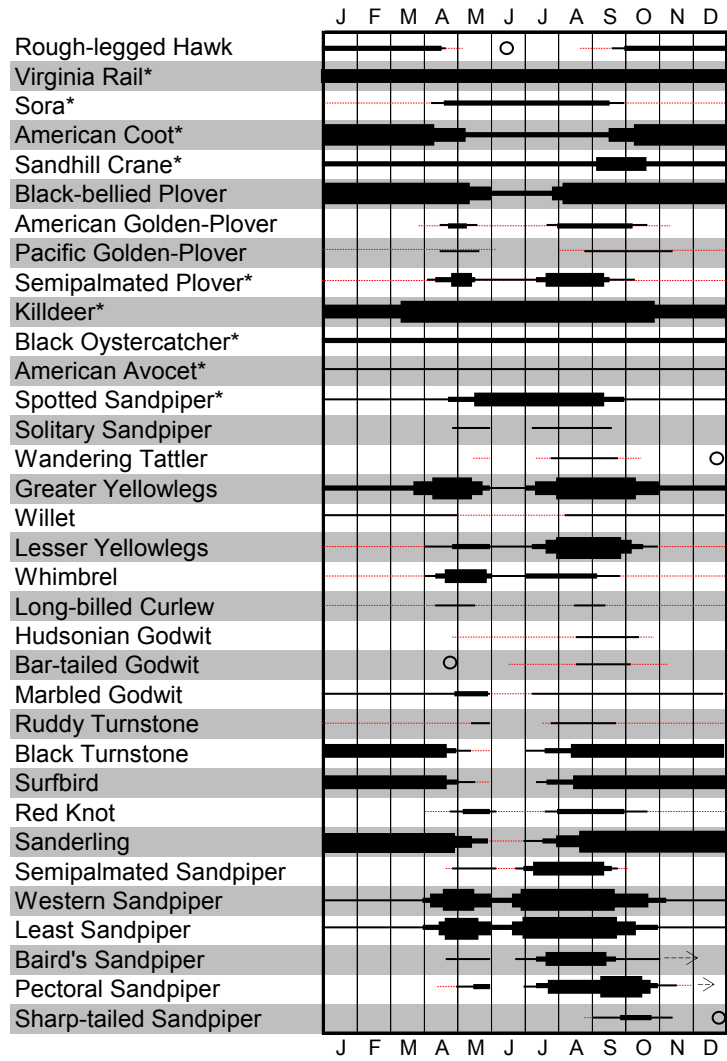 J F M A M J J A S O N D
Rough-legged Hawk
Virginia Rail*
Sora*
American Coot*
Sandhill Crane*
Black-bellied Plover
American Golden-Plover
Pacific Golden-Plover
Semipalmated Plover*
Killdeer*
Black Oystercatcher*
American Avocet*
Spotted Sandpiper*
Solitary Sandpiper
Wandering Tattler
Greater Yellowlegs
Willet
Lesser Yellowlegs
Whimbrel
Long-billed Curlew
Hudsonian Godwit
Bar-tailed Godwit
Marbled Godwit
Ruddy Turnstone
Black Turnstone
Surfbird
Red Knot
Sanderling
Semipalmated Sandpiper
Western Sandpiper
Least Sandpiper
Baird's Sandpiper
Pectoral Sandpiper
Sharp-tailed Sandpiper
J F M A M J J A S O N D